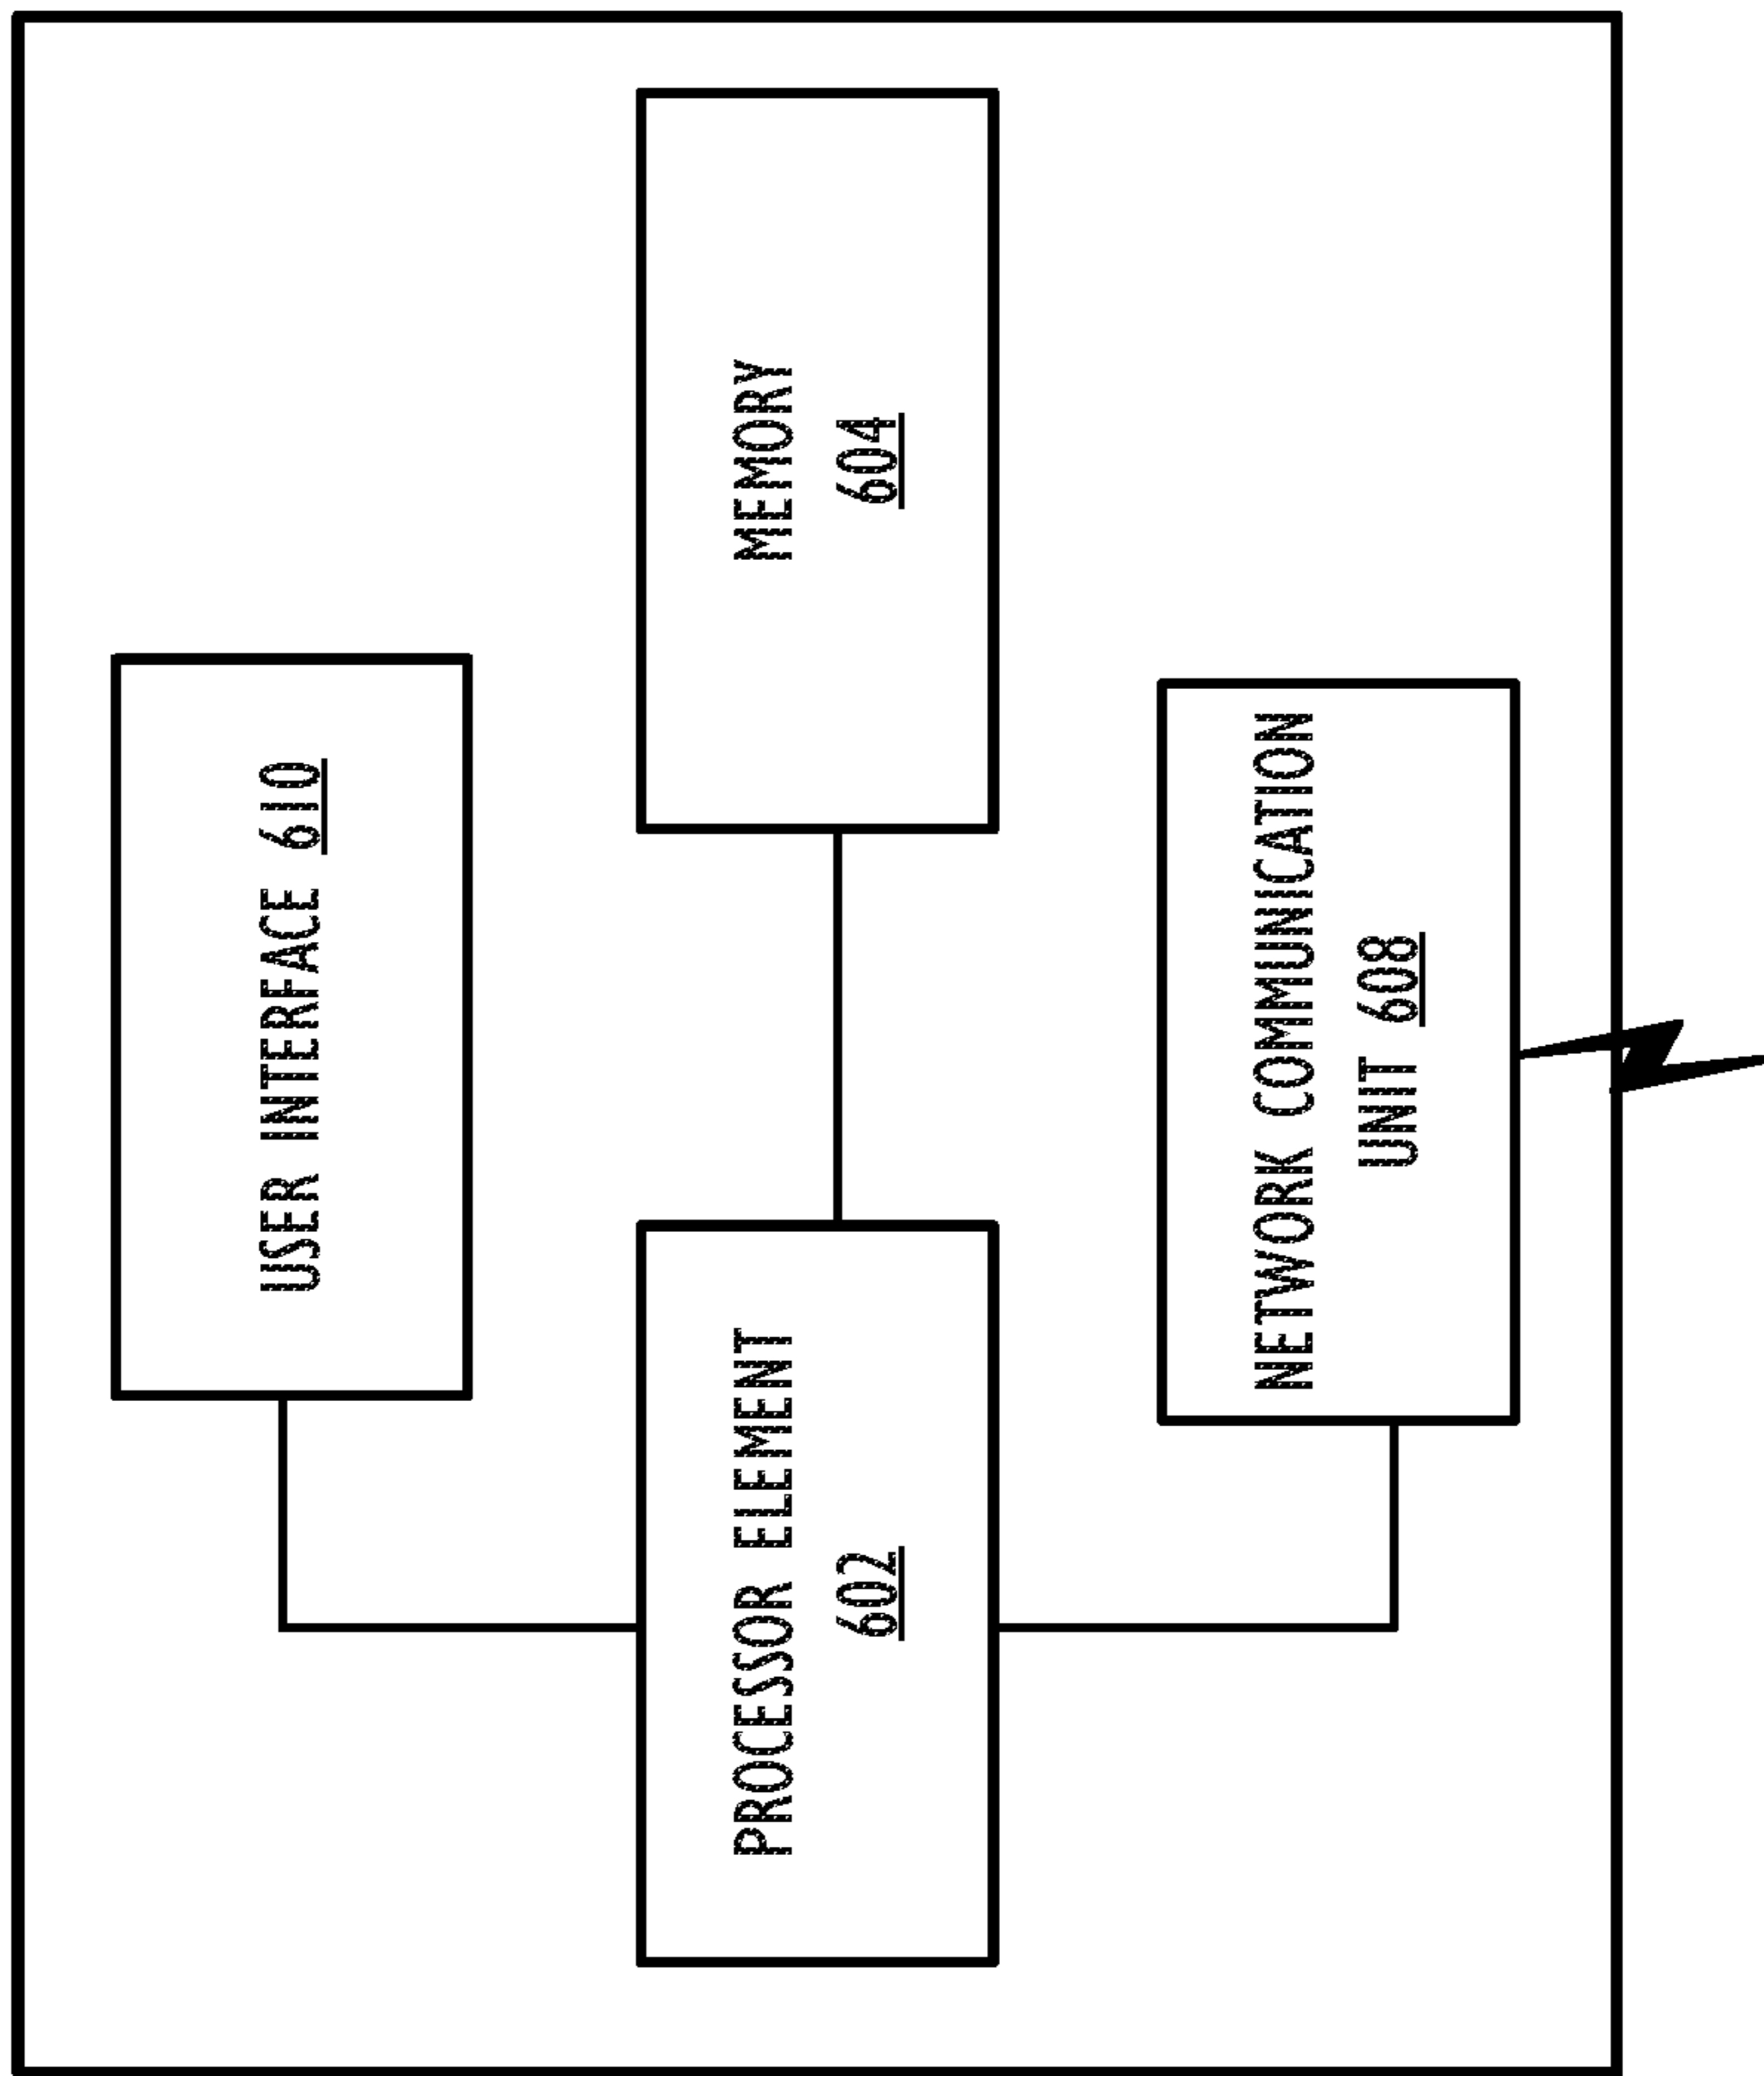 USER INTERFACE 610
PROCESSOR ELEMENT
602
MEMORY
604
NETWORK COMMUNICATION
UNIT 608